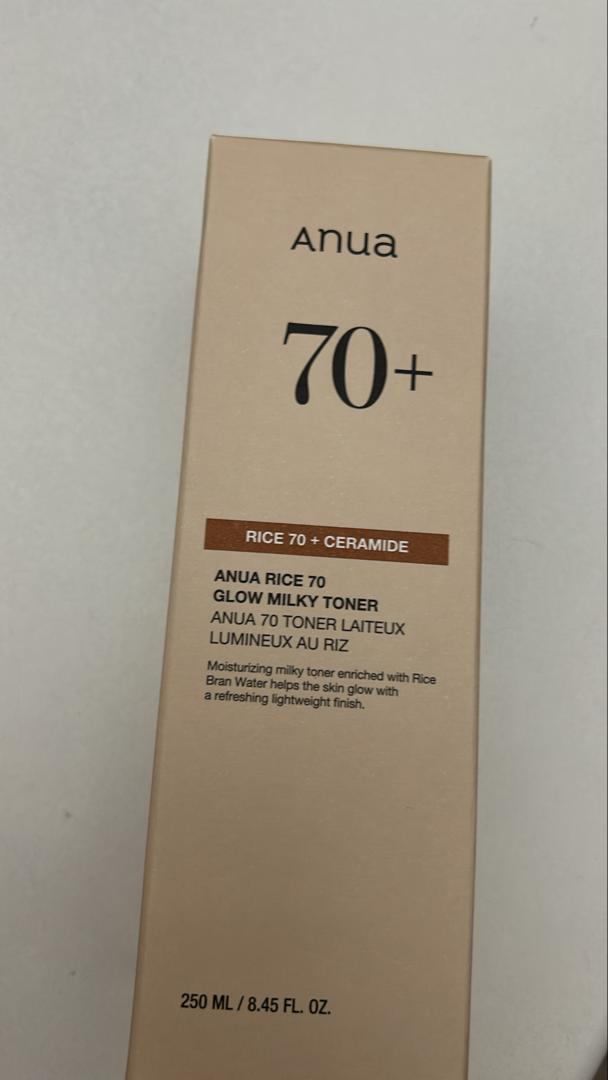 Anua
70+
RICE 70 + CERAMIDE
ANUA RICE 70
GLOW MILKY TONER
ANUA 70 TONER LAITEUX
LUMINEUX AU RIZ
Moisturizing milky toner enriched with Rice
Bran Water helps the skin glow with
a refreshing lightweight finish.
250 ML / 8.45 FL. OZ.